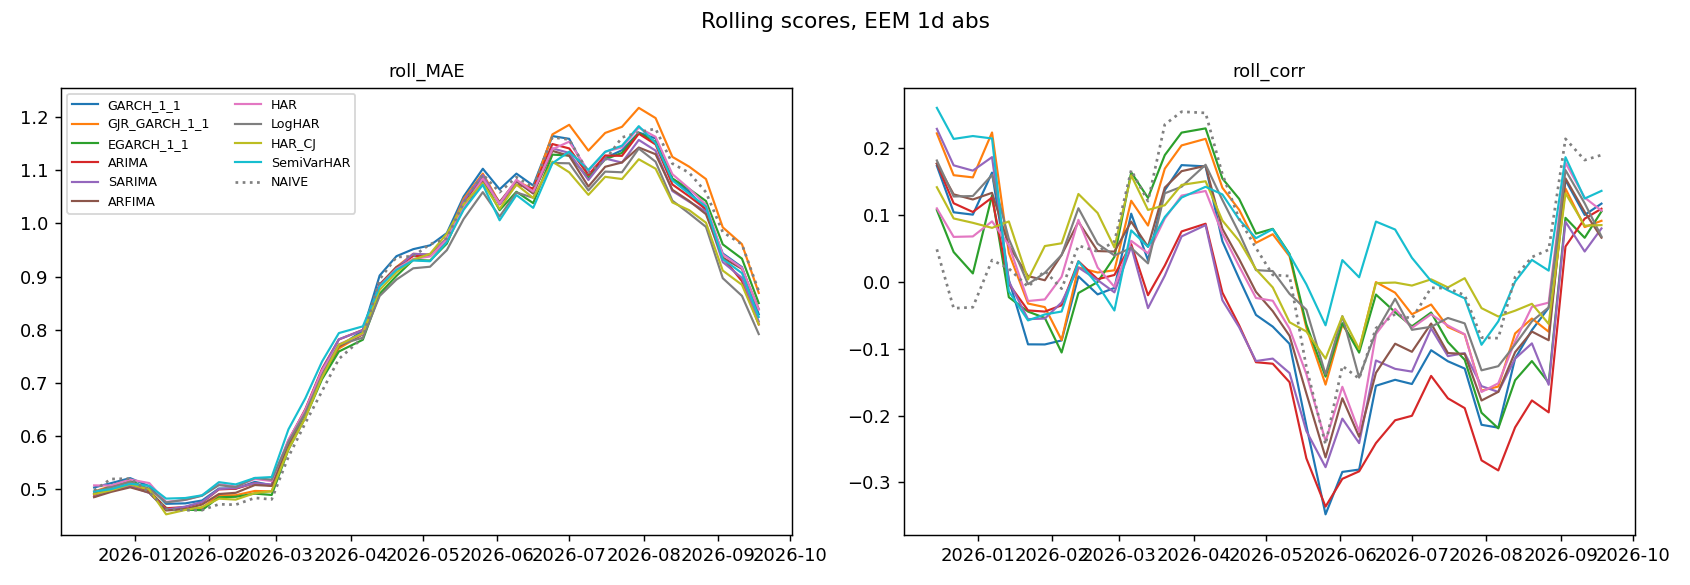 Rolling scores, EEM 1d abs
roll_MAE
1.2
1.1
1.0
0.9
0.8
0.7
0.6
0.5
GARCH_1_1
GJR_GARCH_1_1
EGARCH_1_1
ARIMA
SARIMA
ARFIMA
HAR
LogHAR
HAR_CJ
SemiVarHAR
NAIVE
2026-01 2026-02 2026-03 2026-04 2026-05 2026-06 2026-07 2026-08 2026-09 2026-10
roll_corr
0.2
0.1
0.0
−0.1
−0.2
−0.3
2026-01 2026-02 2026-03 2026-04 2026-05 2026-06 2026-07 2026-08 2026-09 2026-10